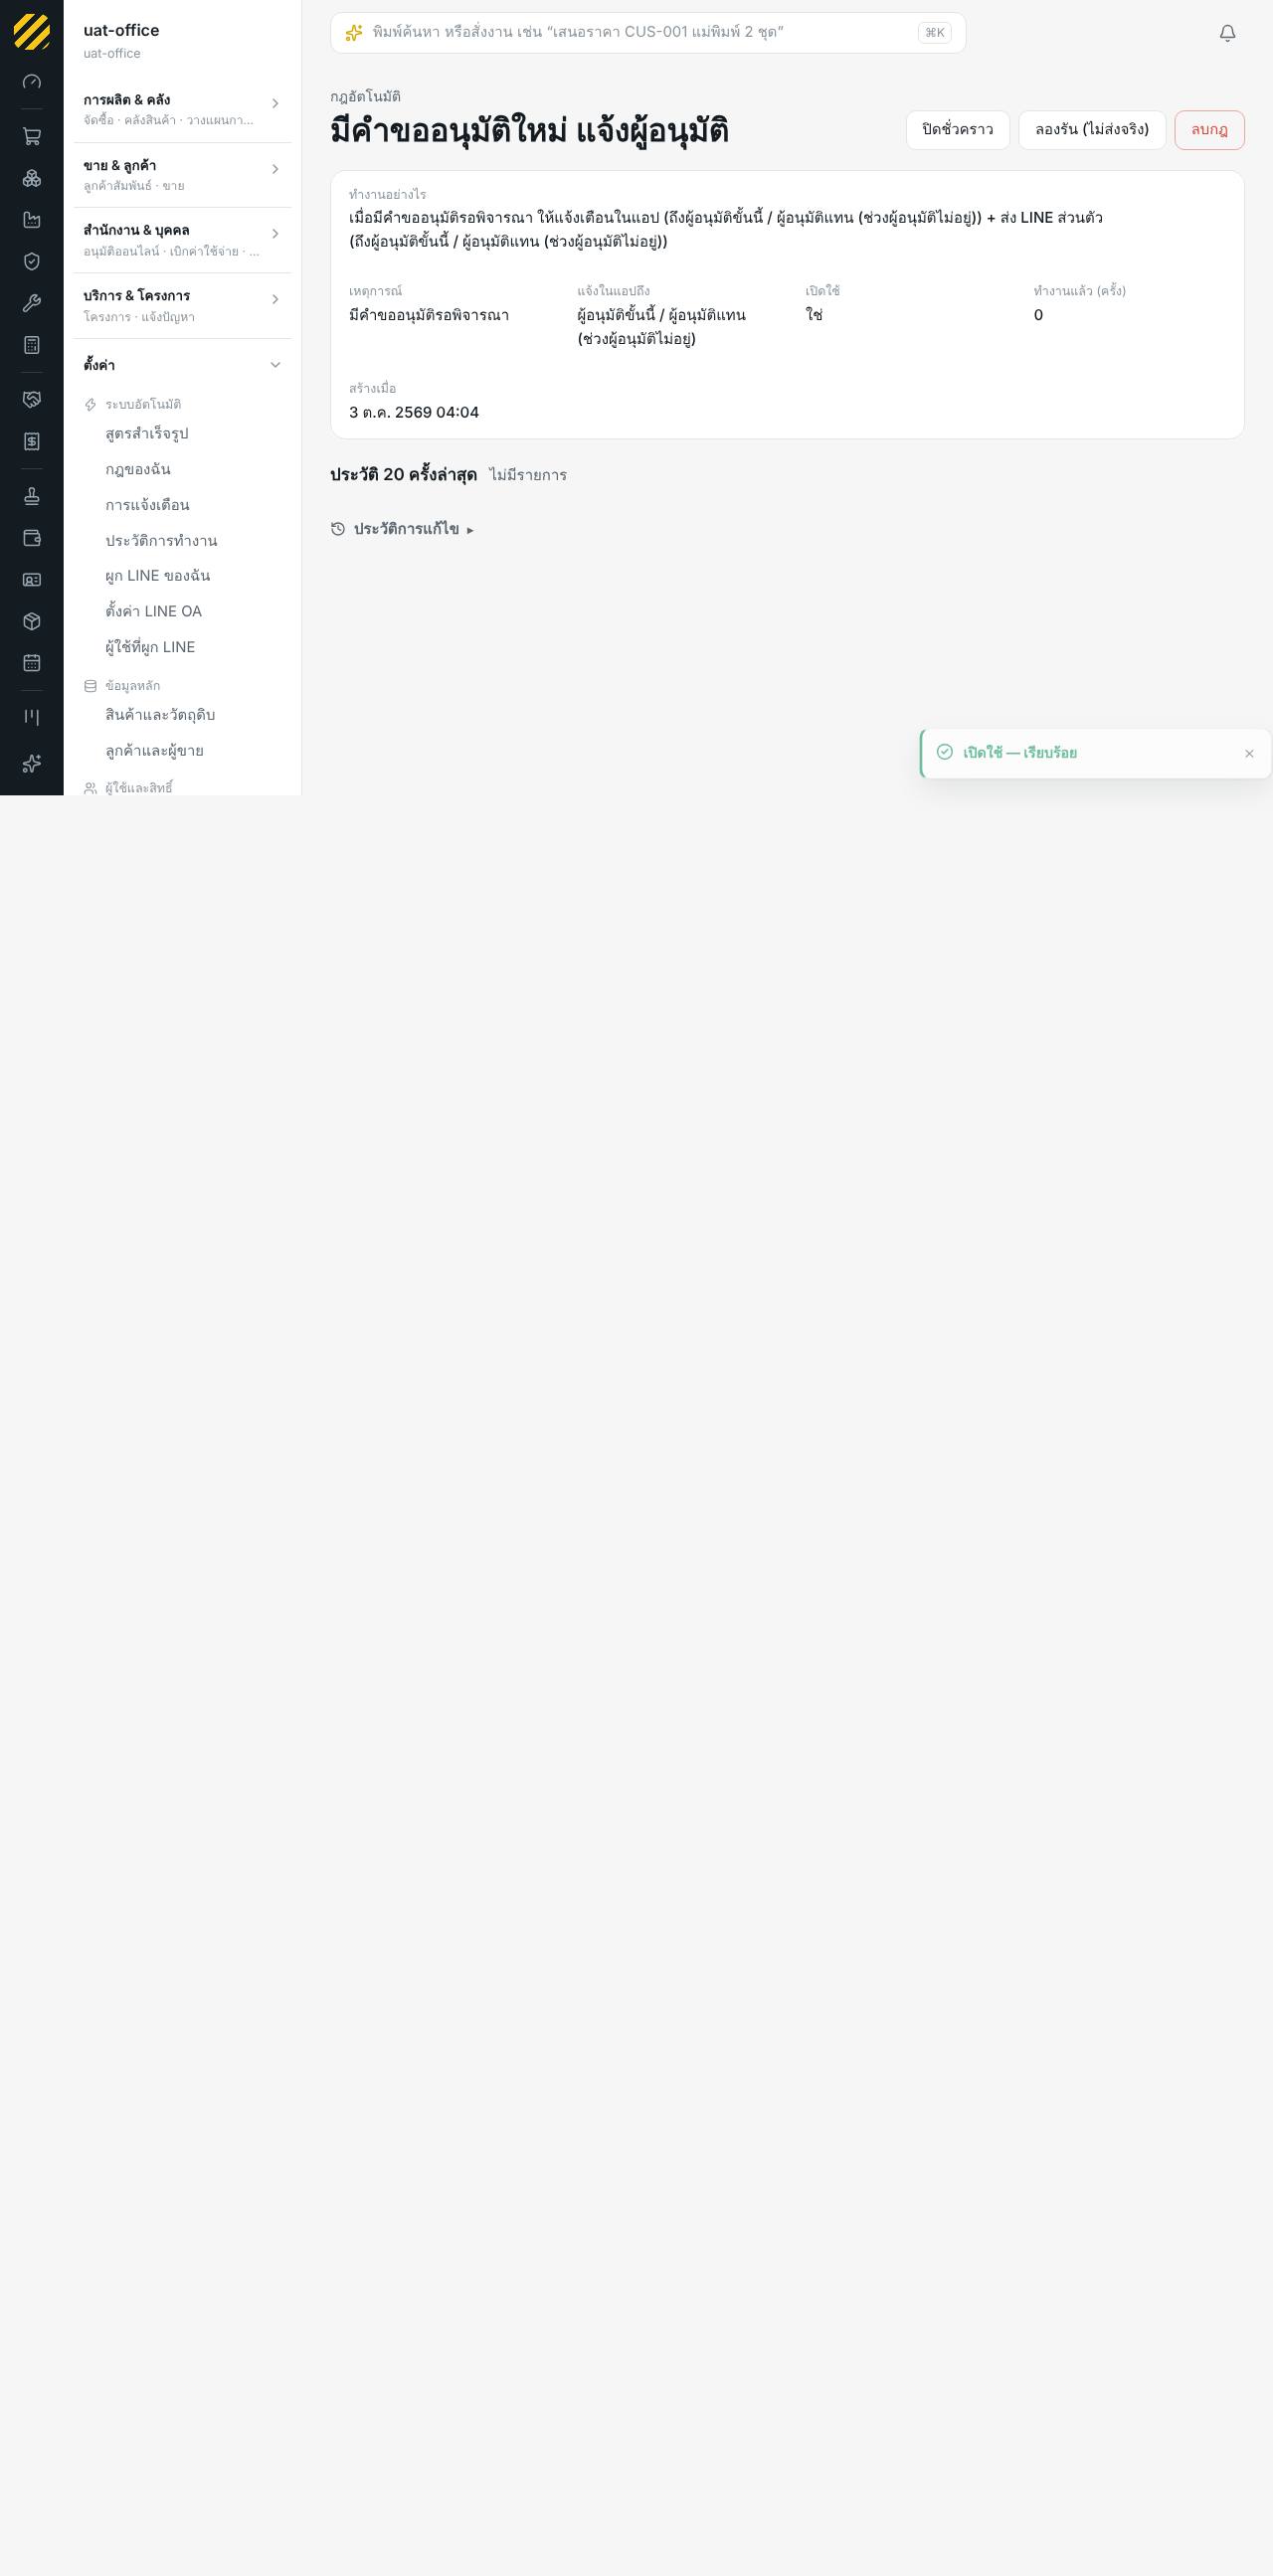 uat-office
uat-office
การผลิต & คลัง
จัดซื้อ · คลังสินค้า · วางแผนกา...
ขาย & ลูกค้า
ลูกค้าสัมพันธ์ · ขาย
สำนักงาน & บุคคล
อนุมัติออนไลน์ · เบิกค่าใช้จ่าย · ...
บริการ & โครงการ
โครงการ · แจ้งปัญหา
ตั้งค่า
ระบบอัตโนมัติ
สูตรสำเร็จรูป
กฎของฉัน
การแจ้งเตือน
ประวัติการทำงาน
ผูก LINE ของฉัน
ตั้งค่า LINE OA
ผู้ใช้ที่ผูก LINE
ข้อมูลหลัก
สินค้าและวัตถุดิบ
ลูกค้าและผู้ขาย
ผู้ใช้และสิทธิ์
พิมพ์ค้นหา หรือสั่งงาน เช่น “เสนอราคา CUS-001 แม่พิมพ์ 2 ชุด”
⌘K
กฎอัตโนมัติ
มีคำขออนุมัติใหม่ แจ้งผู้อนุมัติ
ปิดชั่วคราว
ลองรัน (ไม่ส่งจริง)
ลบกฎ
ทำงานอย่างไร
เมื่อมีคำขออนุมัติรอพิจารณา ให้แจ้งเตือนในแอป (ถึงผู้อนุมัติขั้นนี้ / ผู้อนุมัติแทน (ช่วงผู้อนุมัติไม่อยู่)) + ส่ง LINE ส่วนตัว
(ถึงผู้อนุมัติขั้นนี้ / ผู้อนุมัติแทน (ช่วงผู้อนุมัติไม่อยู่))
เหตุการณ์
มีคำขออนุมัติรอพิจารณา
แจ้งในแอปถึง
ผู้อนุมัติขั้นนี้ / ผู้อนุมัติแทน
(ช่วงผู้อนุมัติไม่อยู่)
เปิดใช้
ใช่
ทำงานแล้ว (ครั้ง)
0
สร้างเมื่อ
3 ต.ค. 2569 04:04
ประวัติ 20 ครั้งล่าสุด ไม่มีรายการ
ประวัติการแก้ไข ▸
เปิดใช้ — เรียบร้อย